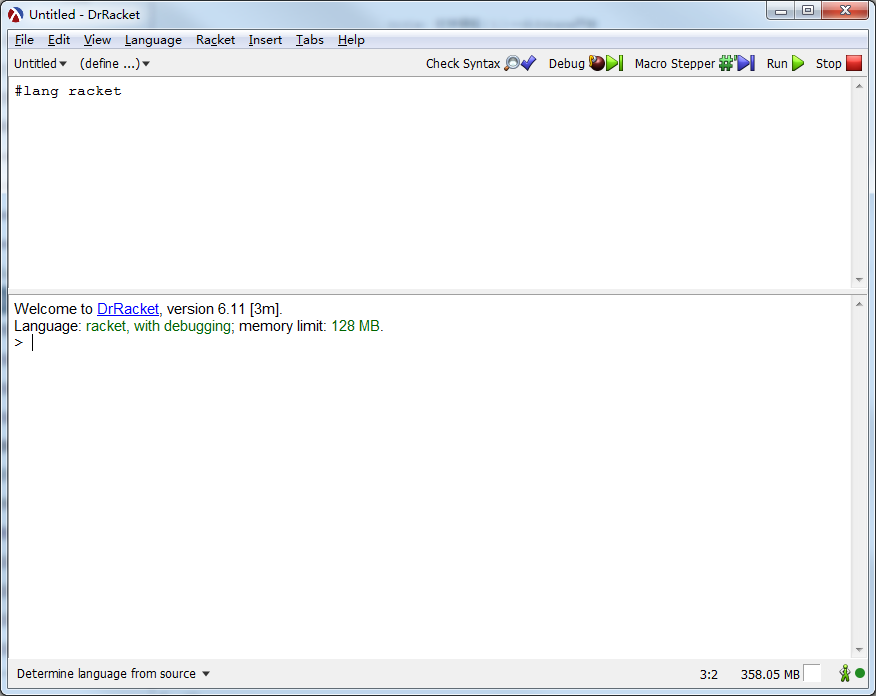 Untitled - DrRacket
File Edit View Language Racket Insert Tabs Help
Untitled (define ...) Check Syntax Debug Macro Stepper Run Stop
#lang racket
Welcome to DrRacket, version 6.11 [3m].
Language: racket, with debugging; memory limit: 128 MB.
>
Determine language from source 3:2 358.05 MB